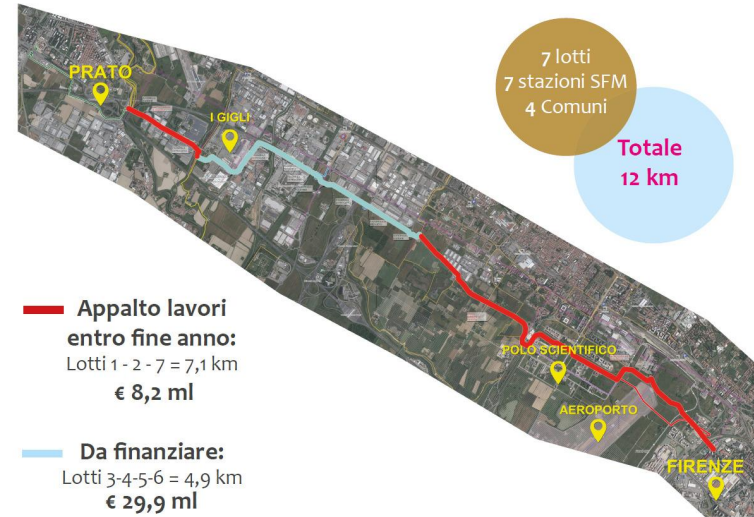 PRATO
I GIGLI
7 lotti
7 stazioni SFM
4 Comuni
Totale
12 km
Appalto lavori
entro fine anno:
Lotti 1 - 2 - 7 = 7,1 km
€ 8,2 ml
POLO SCIENTIFICO
AEROPORTO
Da finanziare:
Lotti 3-4-5-6 = 4,9 km
€ 29,9 ml
FIRENZE